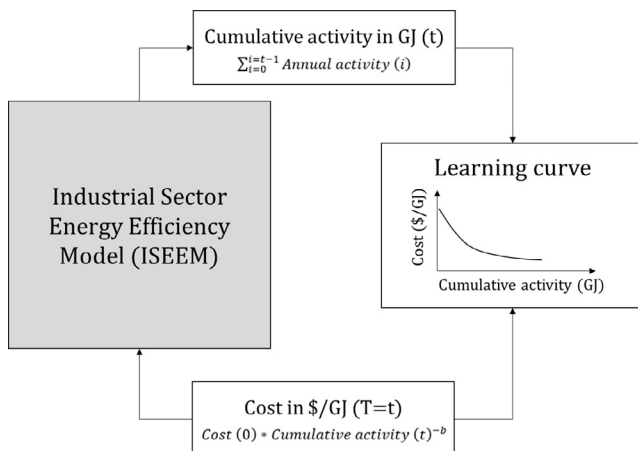 Cumulative activity in GJ (t)
∑_{i=0}^{i=t−1} Annual activity (i)
Industrial Sector
Energy Efficiency
Model (ISEEM)
Learning curve
Cost ($/GJ)
Cumulative activity (GJ)
Cost in $/GJ (T=t)
Cost (0) * Cumulative activity (t)^{−b}